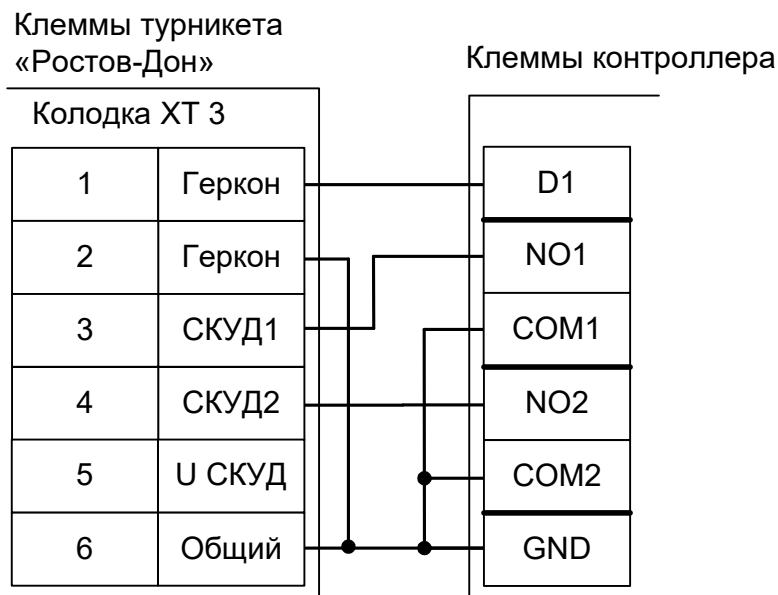 Клеммы турникета
«Ростов-Дон»
Клеммы контроллера
Колодка XT 3
1 Геркон D1
2 Геркон NO1
3 СКУД1 COM1
4 СКУД2 NO2
5 U СКУД COM2
6 Общий GND